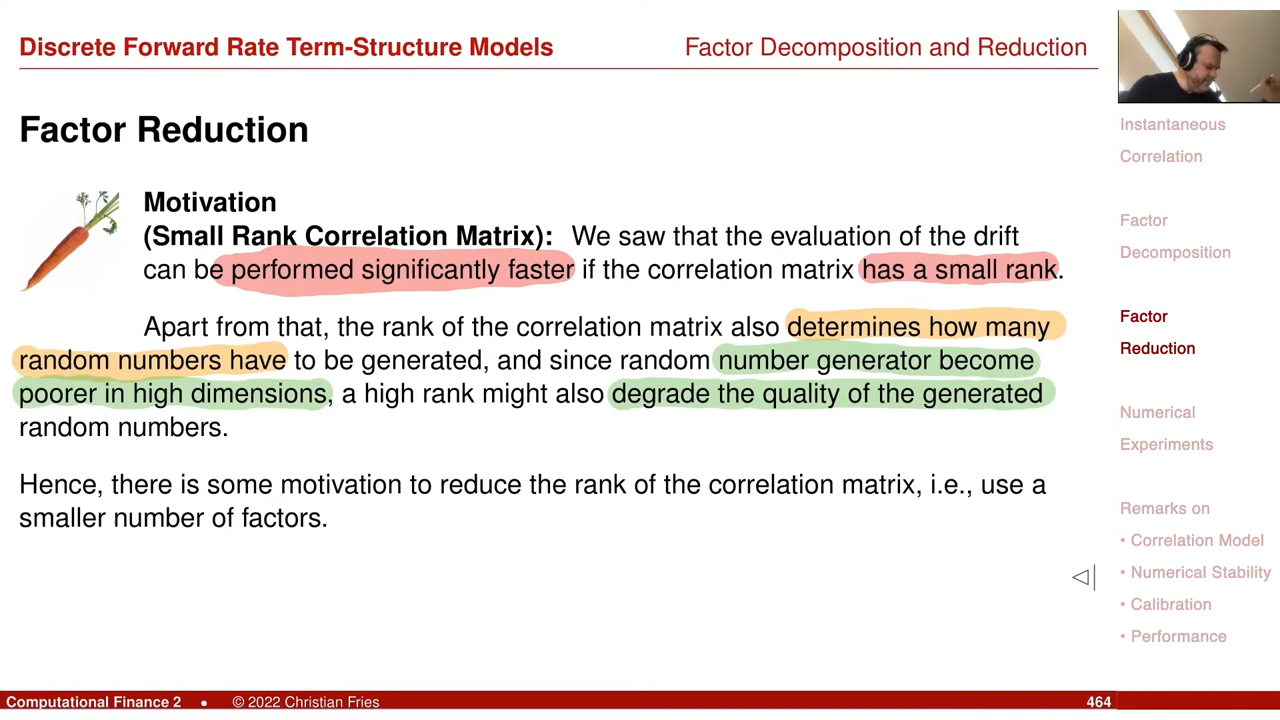 Discrete Forward Rate Term-Structure Models
Factor Decomposition and Reduction
Factor Reduction
Motivation
(Small Rank Correlation Matrix): We saw that the evaluation of the drift
can be performed significantly faster if the correlation matrix has a small rank.
Apart from that, the rank of the correlation matrix also determines how many
random numbers have to be generated, and since random number generator become
poorer in high dimensions, a high rank might also degrade the quality of the generated
random numbers.
Hence, there is some motivation to reduce the rank of the correlation matrix, i.e., use a
smaller number of factors.
Instantaneous
Correlation
Factor
Decomposition
Factor
Reduction
Numerical
Experiments
Remarks on
• Correlation Model
• Numerical Stability
• Calibration
• Performance
Computational Finance 2 • © 2022 Christian Fries
464